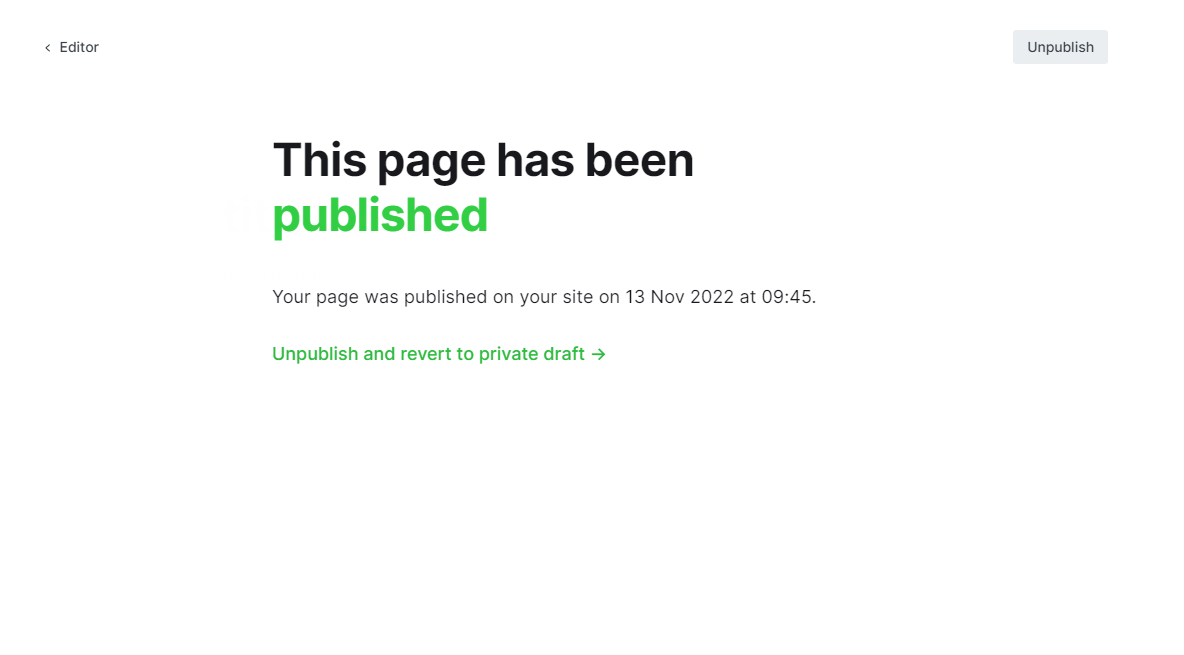 Editor
Unpublish
This page has been
published
Your page was published on your site on 13 Nov 2022 at 09:45.
Unpublish and revert to private draft →